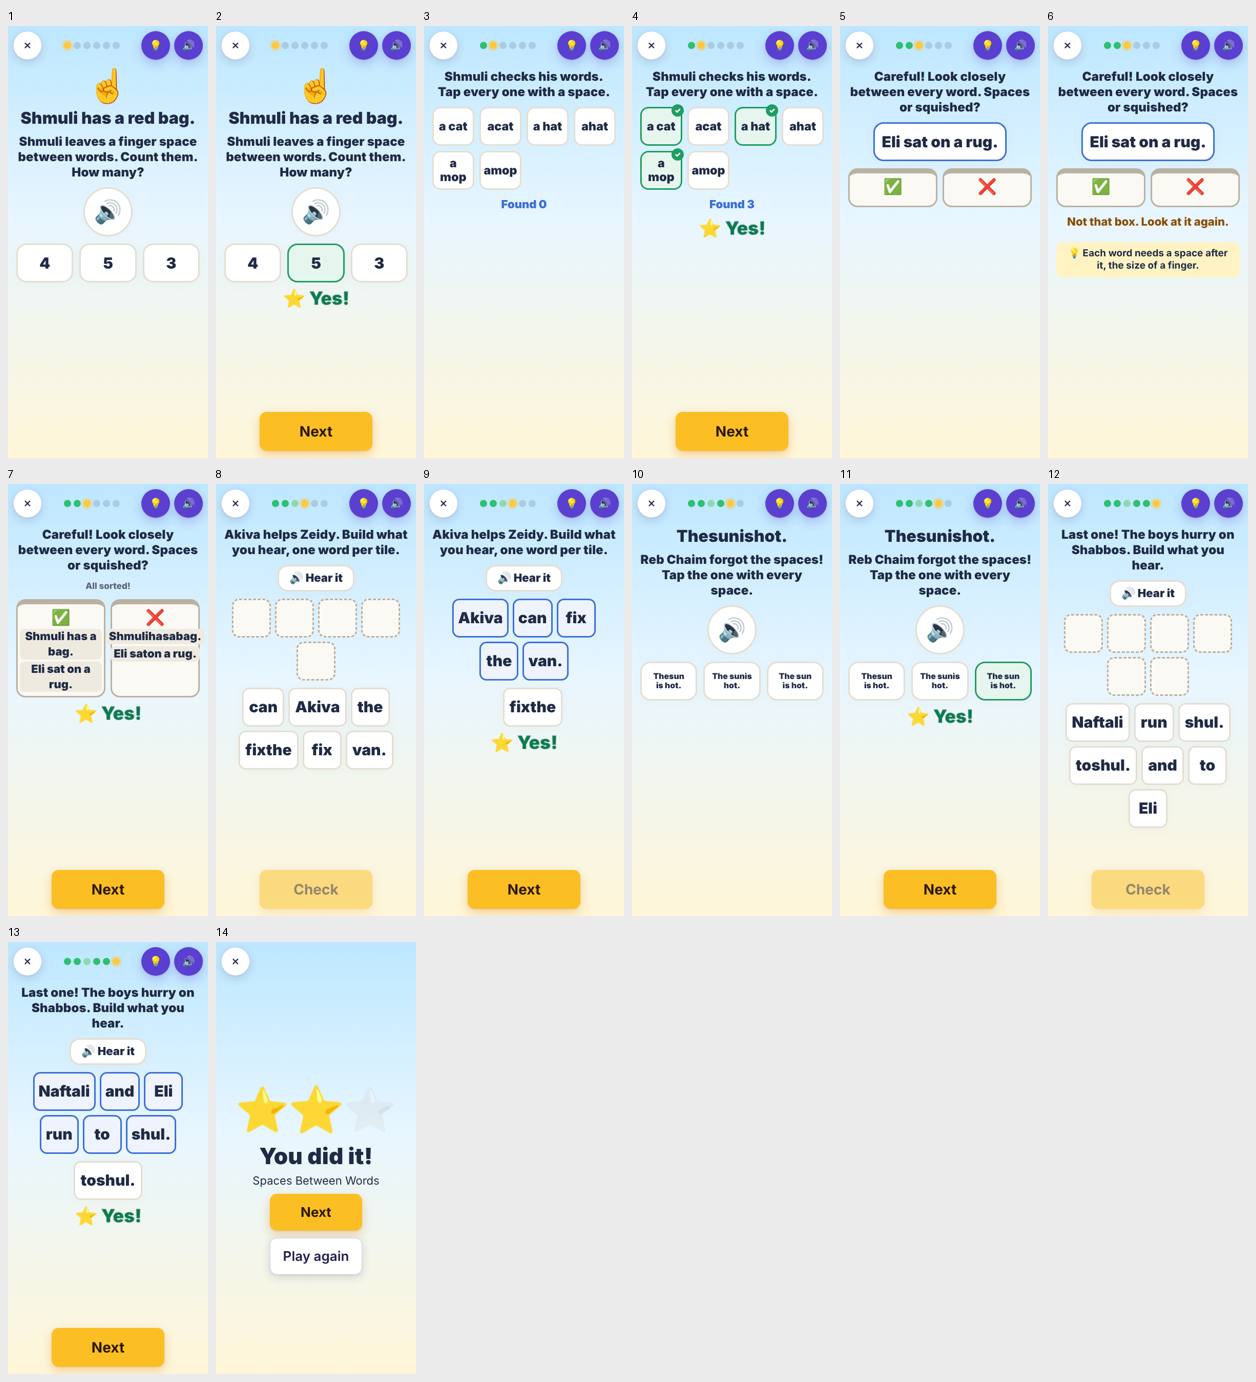 1
Shmuli has a red bag.
Shmuli leaves a finger space
between words. Count them.
How many?
4
5
3
2
Shmuli has a red bag.
Shmuli leaves a finger space
between words. Count them.
How many?
4
5
3
Yes!
Next
3
Shmuli checks his words.
Tap every one with a space.
a cat
acat
a hat
ahat
a
mop
amop
Found 0
4
Shmuli checks his words.
Tap every one with a space.
a cat
acat
a hat
ahat
a
mop
amop
Found 3
Yes!
Next
5
Careful! Look closely
between every word. Spaces
or squished?
Eli sat on a rug.
6
Careful! Look closely
between every word. Spaces
or squished?
Eli sat on a rug.
Not that box. Look at it again.
Each word needs a space after
it, the size of a finger.
7
Careful! Look closely
between every word. Spaces
or squished?
All sorted!
Shmuli has a
bag.
Eli sat on a
rug.
Shmulihasabag.
Eli saton a rug.
Yes!
Next
8
Akiva helps Zeidy. Build what
you hear, one word per tile.
Hear it
can
Akiva
the
fixthe
fix
van.
Check
9
Akiva helps Zeidy. Build what
you hear, one word per tile.
Hear it
Akiva
can
fix
the
van.
fixthe
Yes!
Next
10
Thesunishot.
Reb Chaim forgot the spaces!
Tap the one with every
space.
Thesun
is hot.
The sunis
hot.
The sun
is hot.
11
Thesunishot.
Reb Chaim forgot the spaces!
Tap the one with every
space.
Thesun
is hot.
The sunis
hot.
The sun
is hot.
Yes!
Next
12
Last one! The boys hurry on
Shabbos. Build what you
hear.
Hear it
Naftali
run
shul.
toshul.
and
to
Eli
Check
13
Last one! The boys hurry on
Shabbos. Build what you
hear.
Hear it
Naftali
and
Eli
run
to
shul.
toshul.
Yes!
Next
14
You did it!
Spaces Between Words
Next
Play again